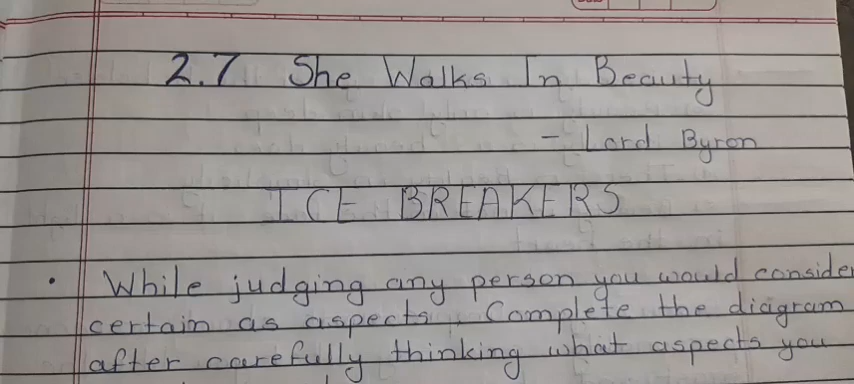 2.7 She Walks In Beauty
- Lord Byron
ICE BREAKERS
• While judging any person you would consider
certain as aspects. Complete the diagram
after carefully thinking what aspects you